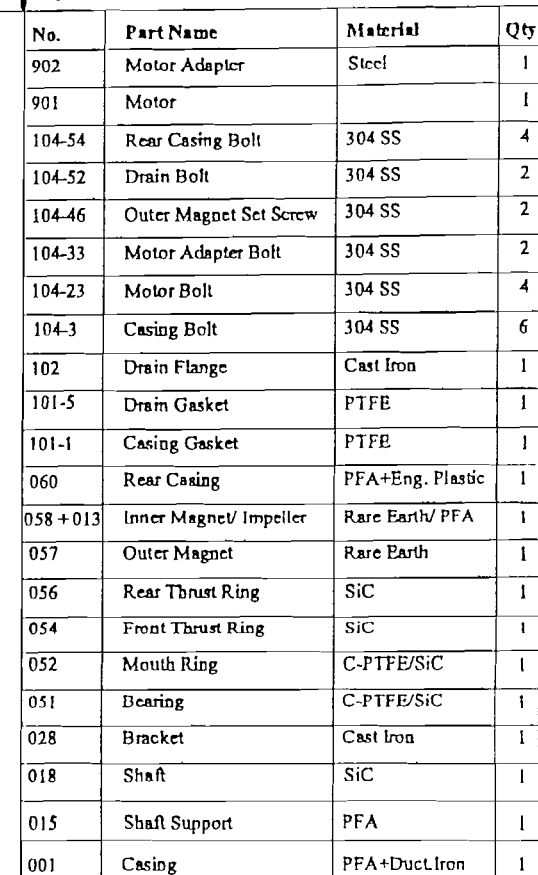 No. Part Name Material Qty
902 Motor Adapter Steel 1
901 Motor 1
104-54 Rear Casing Bolt 304 SS 4
104-52 Drain Bolt 304 SS 2
104-46 Outer Magnet Set Screw 304 SS 2
104-33 Motor Adapter Bolt 304 SS 2
104-23 Motor Bolt 304 SS 4
104-3 Casing Bolt 304 SS 6
102 Drain Flange Cast Iron 1
101-5 Drain Gasket PTFE 1
101-1 Casing Gasket PTFE 1
060 Rear Casing PFA+Eng. Plastic 1
058 + 013 Inner Magnet/ Impeller Rare Earth/ PFA 1
057 Outer Magnet Rare Earth 1
056 Rear Thrust Ring SiC 1
054 Front Thrust Ring SiC 1
052 Mouth Ring C-PTFE/SiC 1
051 Bearing C-PTFE/SiC 1
028 Bracket Cast Iron 1
018 Shaft SiC 1
015 Shaft Support PFA 1
001 Casing PFA+Duct.Iron 1